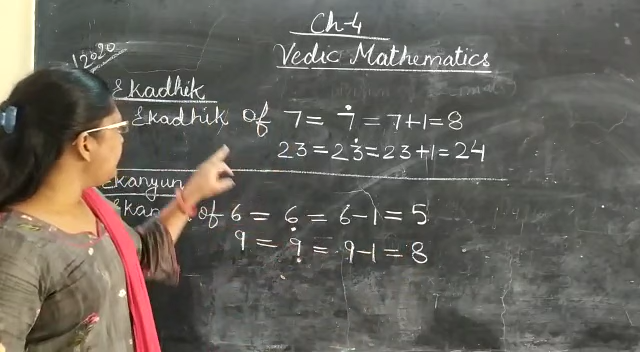 Ch-4
Vedic Mathematics
12020
Ekadhik
Ekadhik of 7 = 7̇ = 7+1=8
23=23̇=23+1=24
Ekanyun
of 6 = 6̣ = 6-1=5
9 = 9̣ = 9-1=8